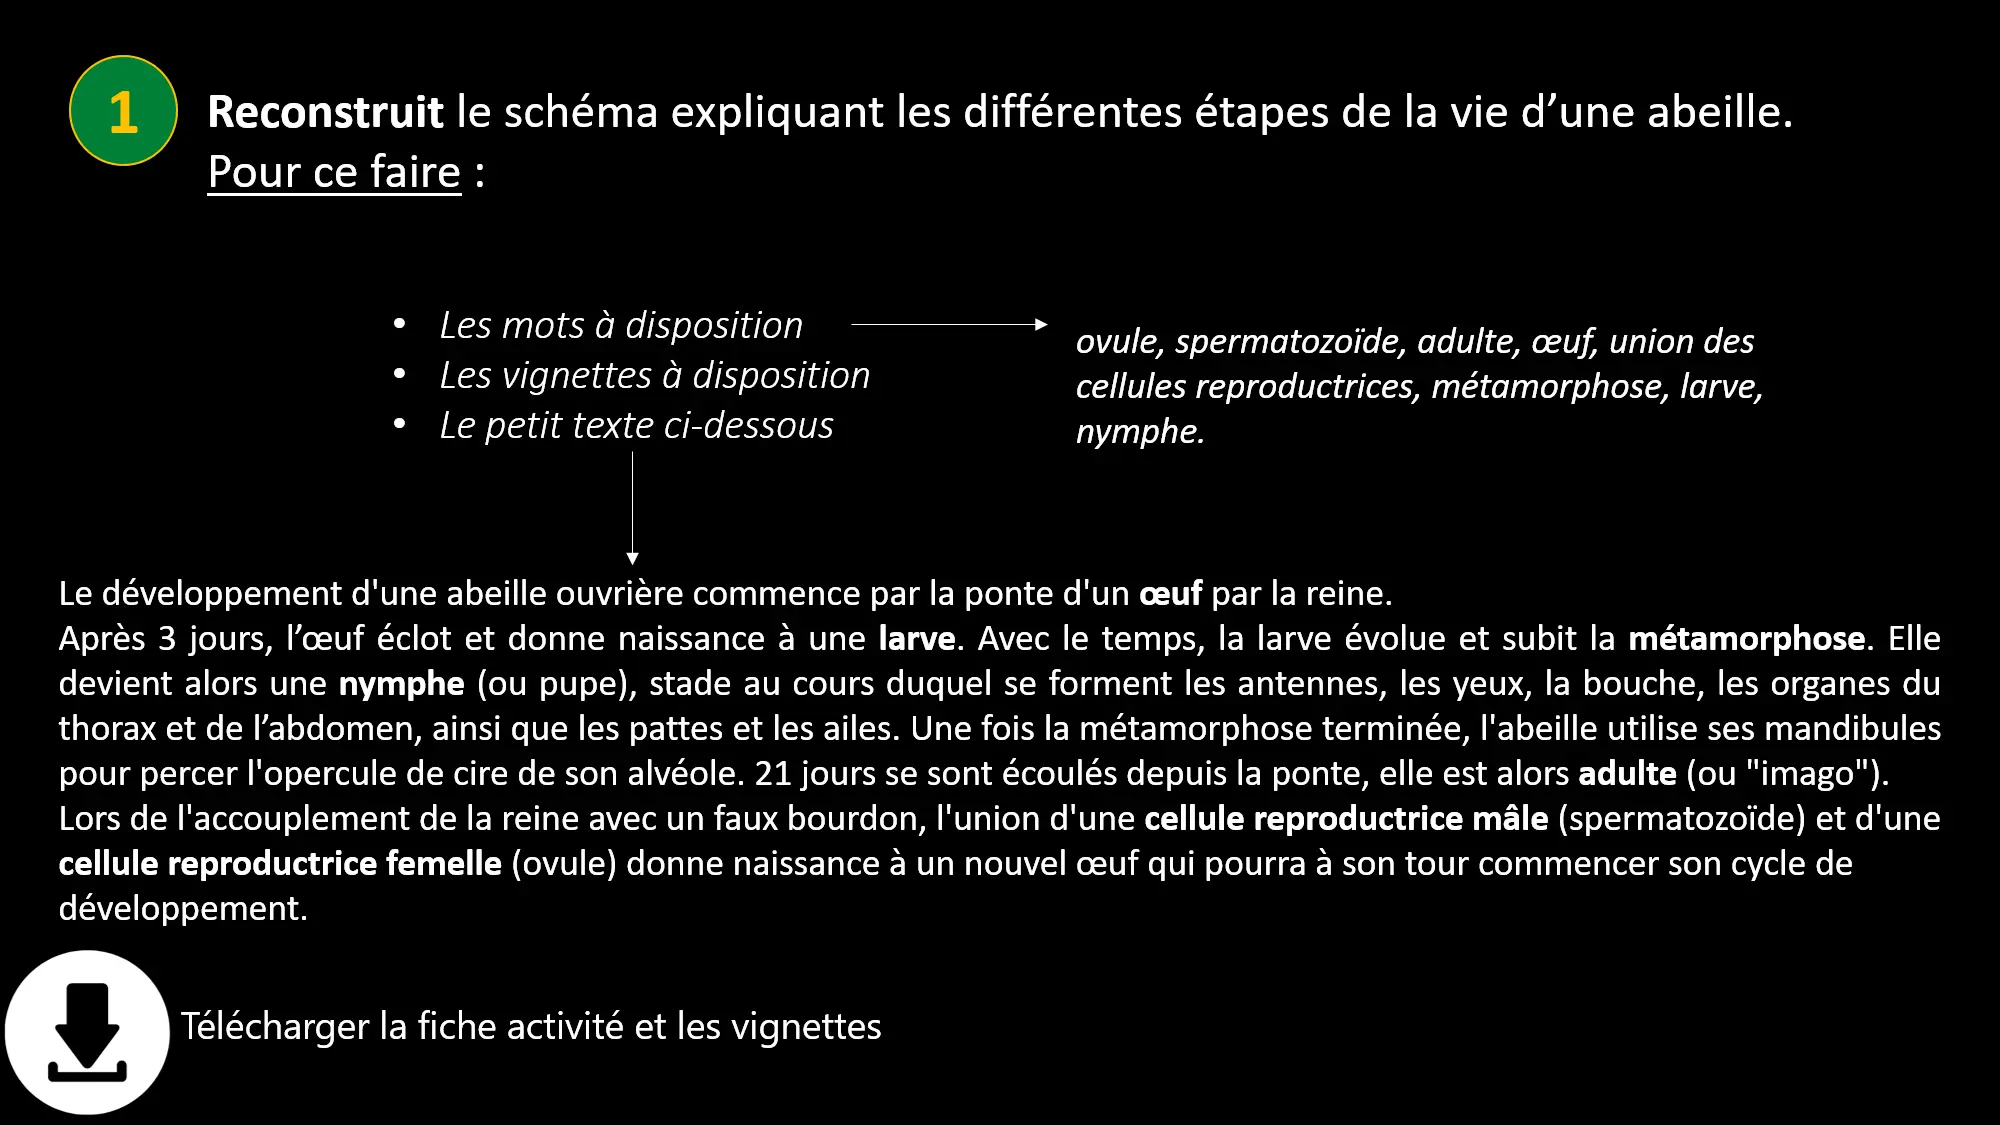 1
Reconstruit le schéma expliquant les différentes étapes de la vie d’une abeille.
Pour ce faire :
• Les mots à disposition
• Les vignettes à disposition
• Le petit texte ci-dessous
ovule, spermatozoïde, adulte, œuf, union des
cellules reproductrices, métamorphose, larve,
nymphe.
Le développement d'une abeille ouvrière commence par la ponte d'un œuf par la reine.
Après 3 jours, l’œuf éclot et donne naissance à une larve. Avec le temps, la larve évolue et subit la métamorphose. Elle
devient alors une nymphe (ou pupe), stade au cours duquel se forment les antennes, les yeux, la bouche, les organes du
thorax et de l’abdomen, ainsi que les pattes et les ailes. Une fois la métamorphose terminée, l'abeille utilise ses mandibules
pour percer l'opercule de cire de son alvéole. 21 jours se sont écoulés depuis la ponte, elle est alors adulte (ou "imago").
Lors de l'accouplement de la reine avec un faux bourdon, l'union d'une cellule reproductrice mâle (spermatozoïde) et d'une
cellule reproductrice femelle (ovule) donne naissance à un nouvel œuf qui pourra à son tour commencer son cycle de
développement.
Télécharger la fiche activité et les vignettes